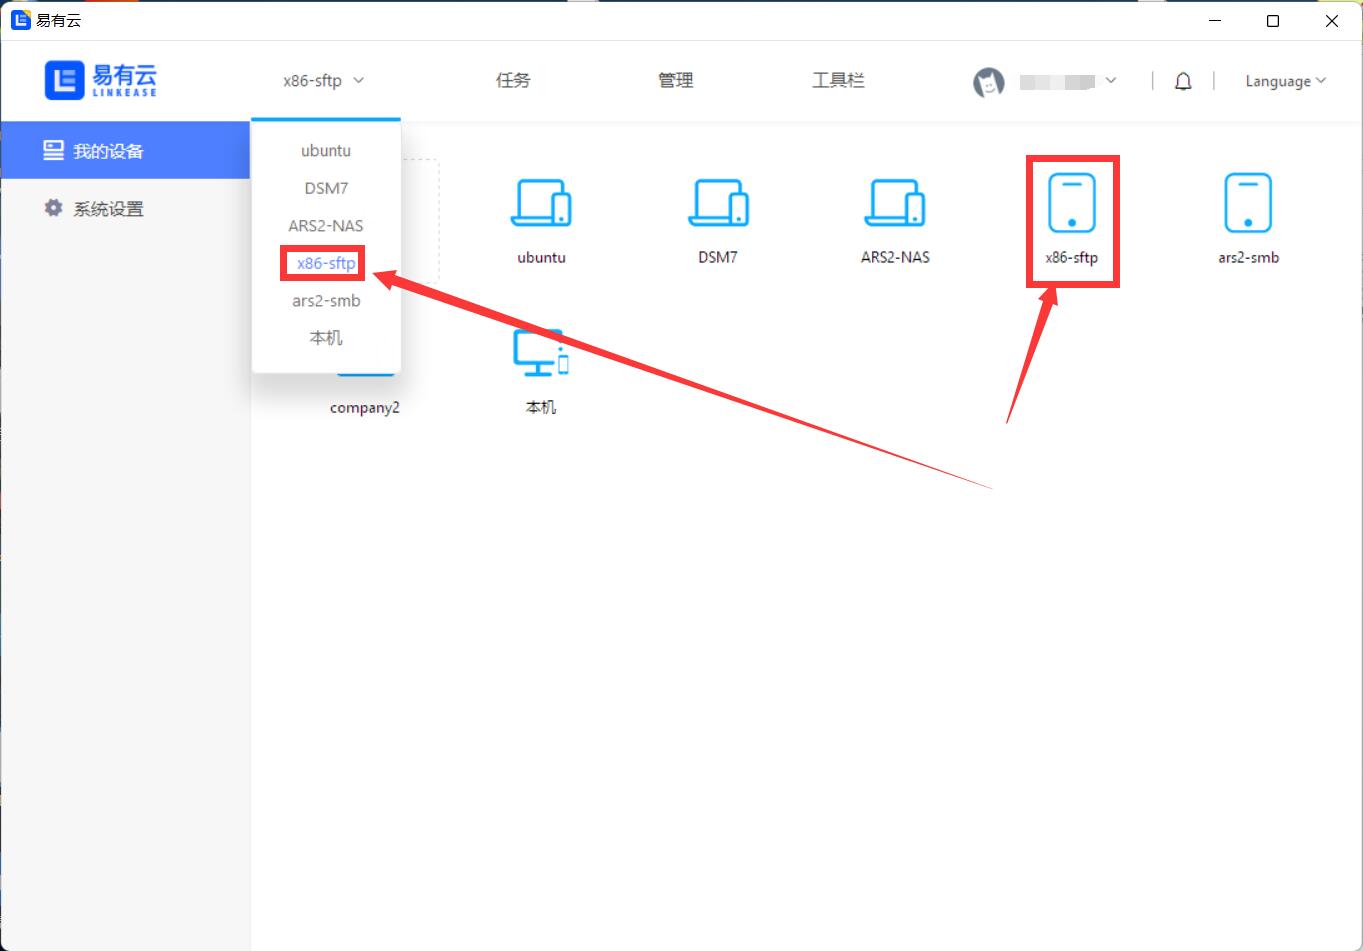 易有云
易有云
LINKEASE
x86-sftp
任务
管理
工具栏
Language
我的设备
系统设置
ubuntu
DSM7
ARS2-NAS
x86-sftp
ars2-smb
本机
ubuntu
DSM7
ARS2-NAS
x86-sftp
ars2-smb
company2
本机